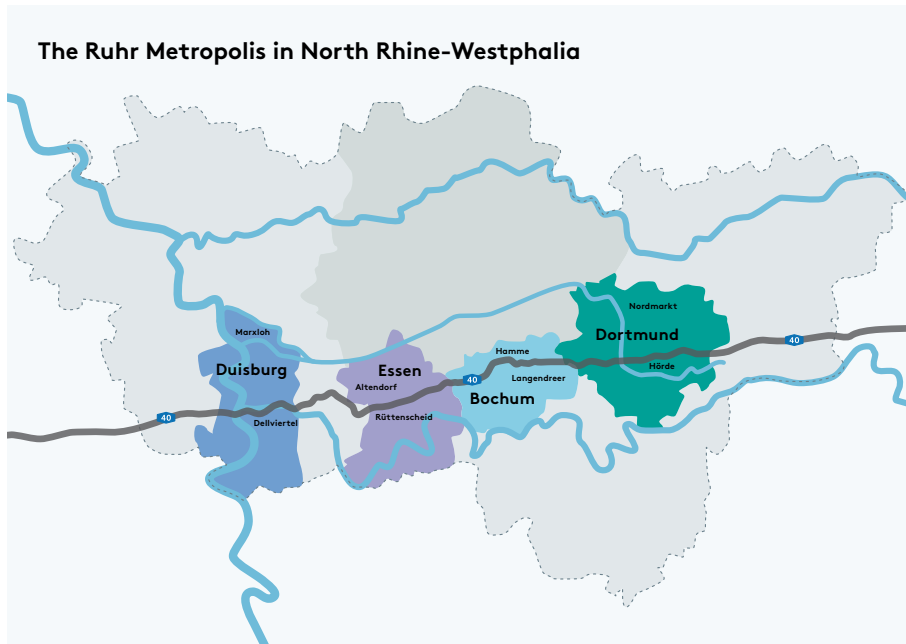 The Ruhr Metropolis in North Rhine-Westphalia
Nordmarkt
Marxloh
Dortmund
40
Hamme
Duisburg
Essen
Hörde
Langendreer
40
Altendorf
Bochum
40
Rüttenscheid
Dellviertel